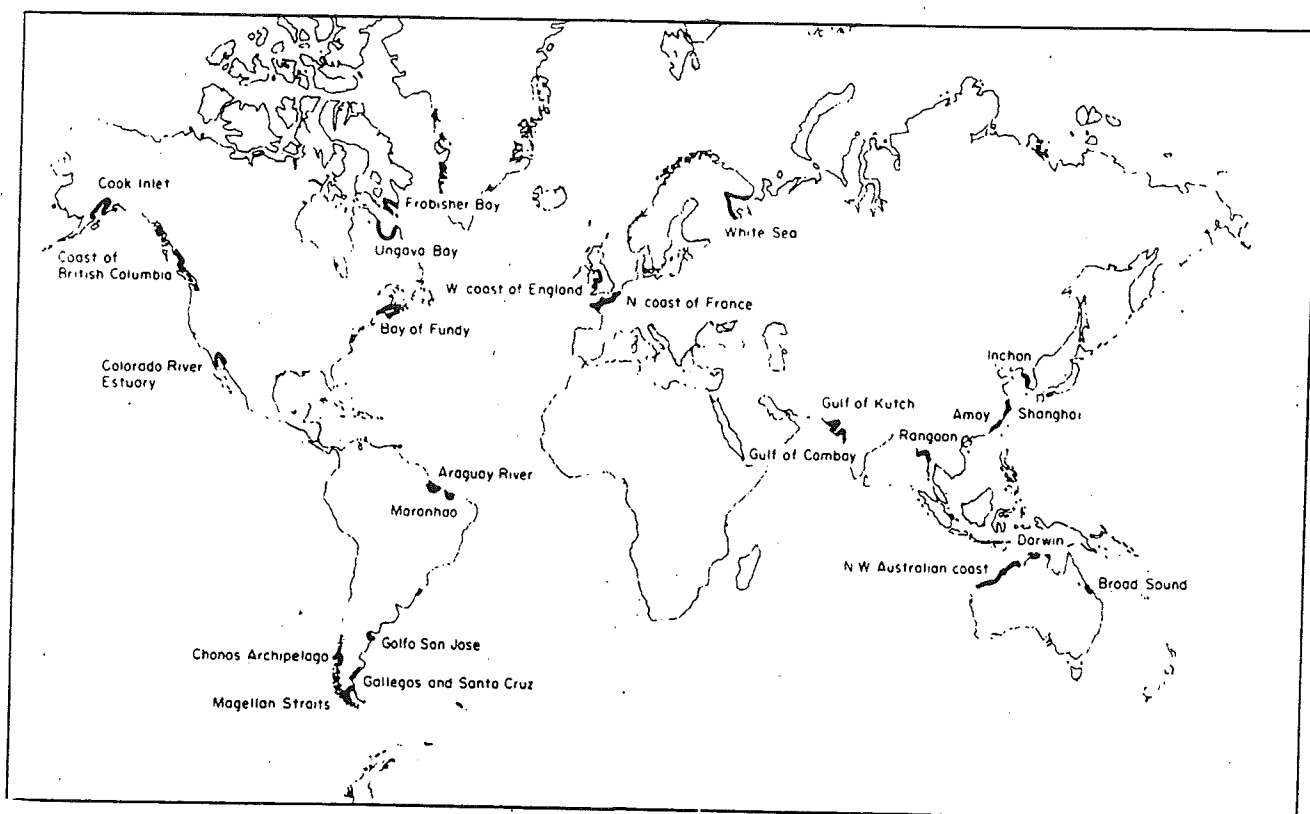 Cook Inlet
Frobisher Bay
Ungava Bay
White Sea
Coast of
British Columbia
W coast of England
N coast of France
Bay of Fundy
Colorado River
Estuary
Inchon
Gulf of Kutch
Amoy
Shanghai
Rangoon
Gulf of Cambay
Araguay River
Maranhao
Darwin
N W Australian coast
Broad Sound
Golfo San Jose
Chonos Archipelago
Gallegos and Santa Cruz
Magellan Straits